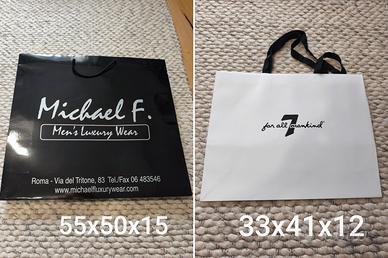 Michael F.
Men's Luxury Wear
Roma - Via del Tritone, 83 Tel./Fax 06 483546
www.michaelfluxurywear.com
55x50x15
7
for all mankind
33x41x12